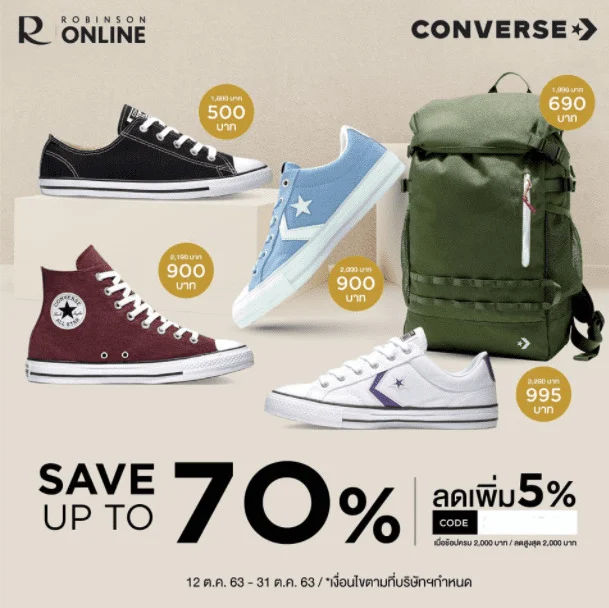 R ROBINSON
ONLINE
CONVERSE
1,690 บาท
500
บาท
1,990 บาท
690
บาท
2,190 บาท
900
บาท
2,090 บาท
900
บาท
CONVERSE
ALL STAR
2,290 บาท
995
บาท
SAVE
UP TO
70%
ลดเพิ่ม 5%
CODE
เมื่อช้อปครบ 2,000 บาท / ลดสูงสุด 2,000 บาท
12 ต.ค. 63 - 31 ต.ค. 63 / *เงื่อนไขตามที่บริษัทฯกำหนด